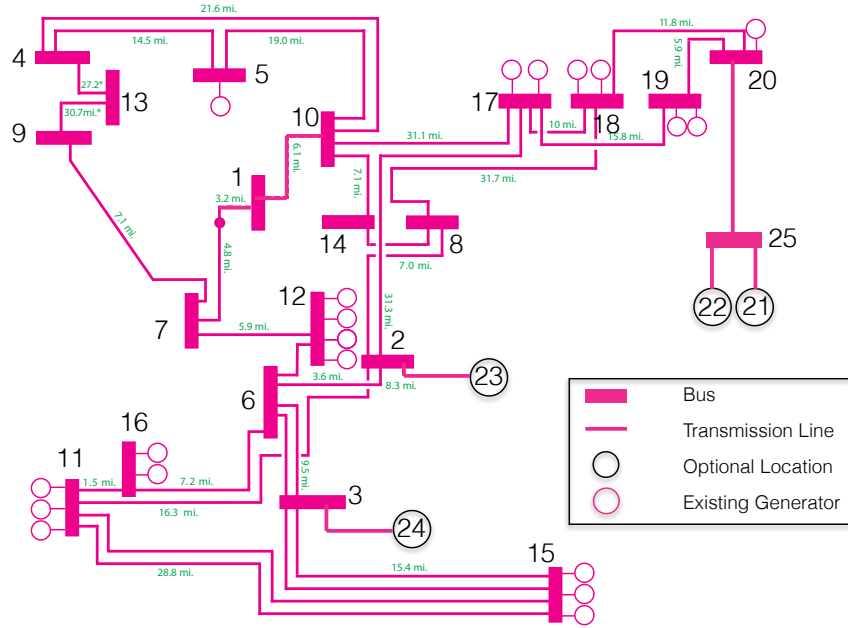 21.6 mi.
14.5 mi.
19.0 mi.
11.8 mi.
5.9 mi.
4
5
20
27.2*
13
30.7mi.*
9
10
17
18
19
10 mi.
15.8 mi.
31.1 mi.
6.1 mi.
31.7 mi.
7.1 mi.
1
3.2 mi.
14
8
7.0 mi.
25
7.1 mi.
4.8 mi.
22
21
12
31.3 mi.
7
5.9 mi.
2
3.6 mi.
8.3 mi.
23
6
Bus
Transmission Line
Optional Location
Existing Generator
16
11
1.5 mi.
7.2 mi.
9.5 mi.
3
16.3 mi.
24
15
15.4 mi.
28.8 mi.